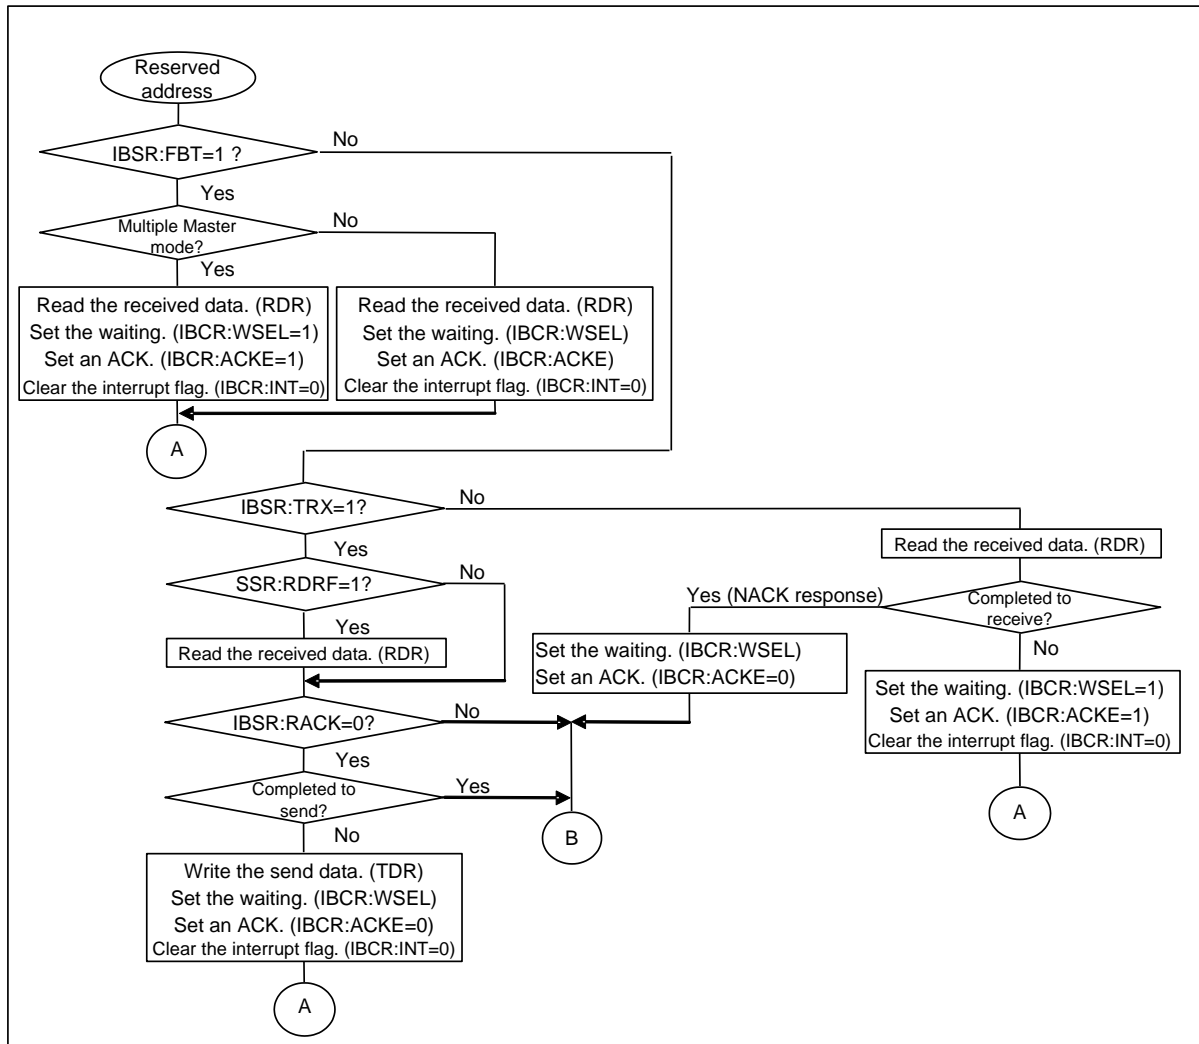 Reserved
address
IBSR:FBT=1 ?
No
Yes
Multiple Master
mode?
No
Yes
Read the received data. (RDR)
Set the waiting. (IBCR:WSEL=1)
Set an ACK. (IBCR:ACKE=1)
Clear the interrupt flag. (IBCR:INT=0)
Read the received data. (RDR)
Set the waiting. (IBCR:WSEL)
Set an ACK. (IBCR:ACKE)
Clear the interrupt flag. (IBCR:INT=0)
A
IBSR:TRX=1?
No
Yes
Read the received data. (RDR)
SSR:RDRF=1?
No
Yes
Yes (NACK response)
Completed to
receive?
No
Read the received data. (RDR)
Set the waiting. (IBCR:WSEL)
Set an ACK. (IBCR:ACKE=0)
Set the waiting. (IBCR:WSEL=1)
Set an ACK. (IBCR:ACKE=1)
Clear the interrupt flag. (IBCR:INT=0)
IBSR:RACK=0?
No
Yes
Completed to
send?
Yes
No
B
A
Write the send data. (TDR)
Set the waiting. (IBCR:WSEL)
Set an ACK. (IBCR:ACKE=0)
Clear the interrupt flag. (IBCR:INT=0)
A